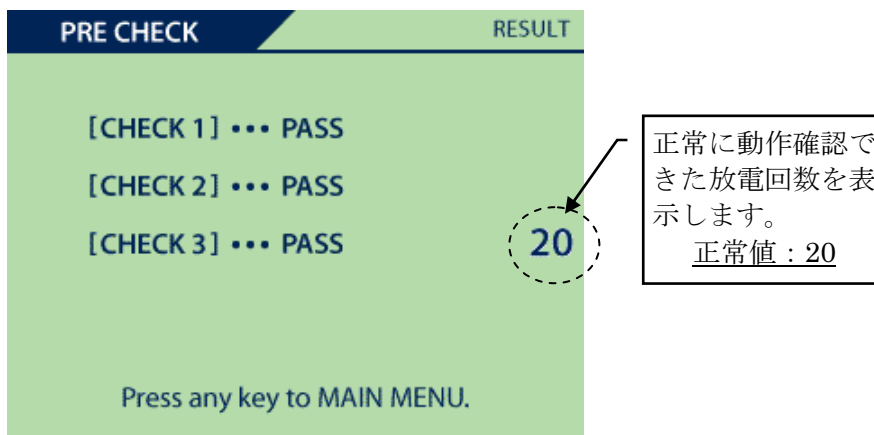 PRE CHECK
RESULT
[CHECK 1] ••• PASS
[CHECK 2] ••• PASS
[CHECK 3] ••• PASS
20
Press any key to MAIN MENU.
正常に動作確認で
きた放電回数を表
示します。
正常値：20